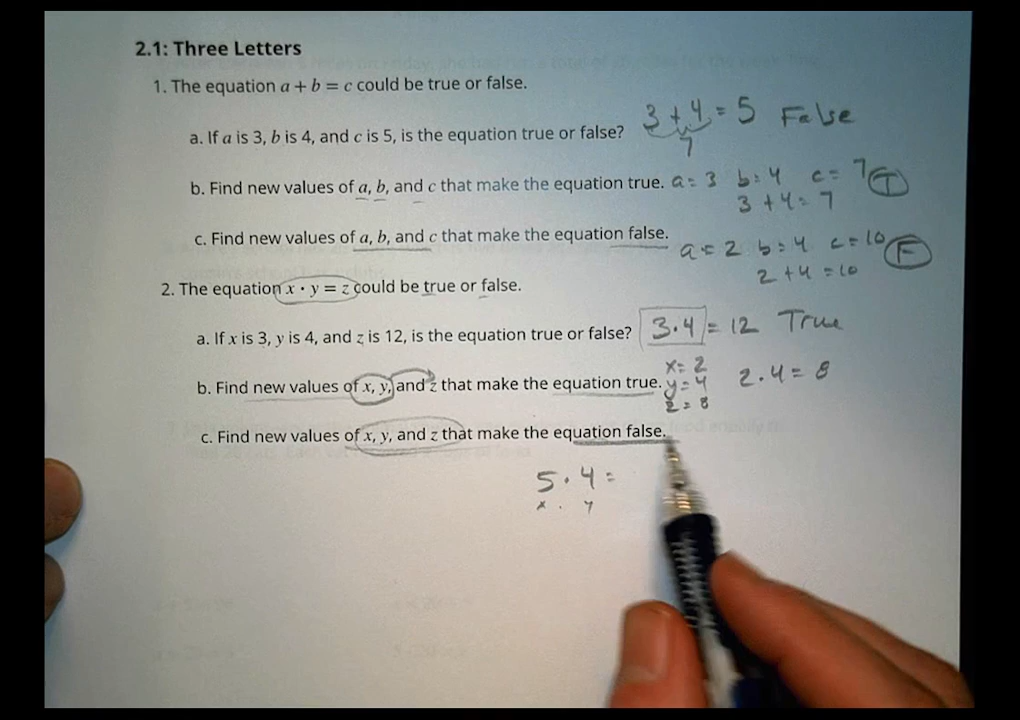 2.1: Three Letters
1. The equation a + b = c could be true or false.
a. If a is 3, b is 4, and c is 5, is the equation true or false? 3 + 4 = 5 False
7
b. Find new values of a, b, and c that make the equation true. a = 3 b = 4 c = 7 T
3 + 4 = 7
c. Find new values of a, b, and c that make the equation false. a = 2 b = 4 c = 10 F
2 + 4 = 10
2. The equation x · y = z could be true or false.
a. If x is 3, y is 4, and z is 12, is the equation true or false? 3 · 4 = 12 True
x = 2
b. Find new values of x, y, and z that make the equation true. y = 4 2 · 4 = 8
z = 8
c. Find new values of x, y, and z that make the equation false.
5 · 4 =
x · y